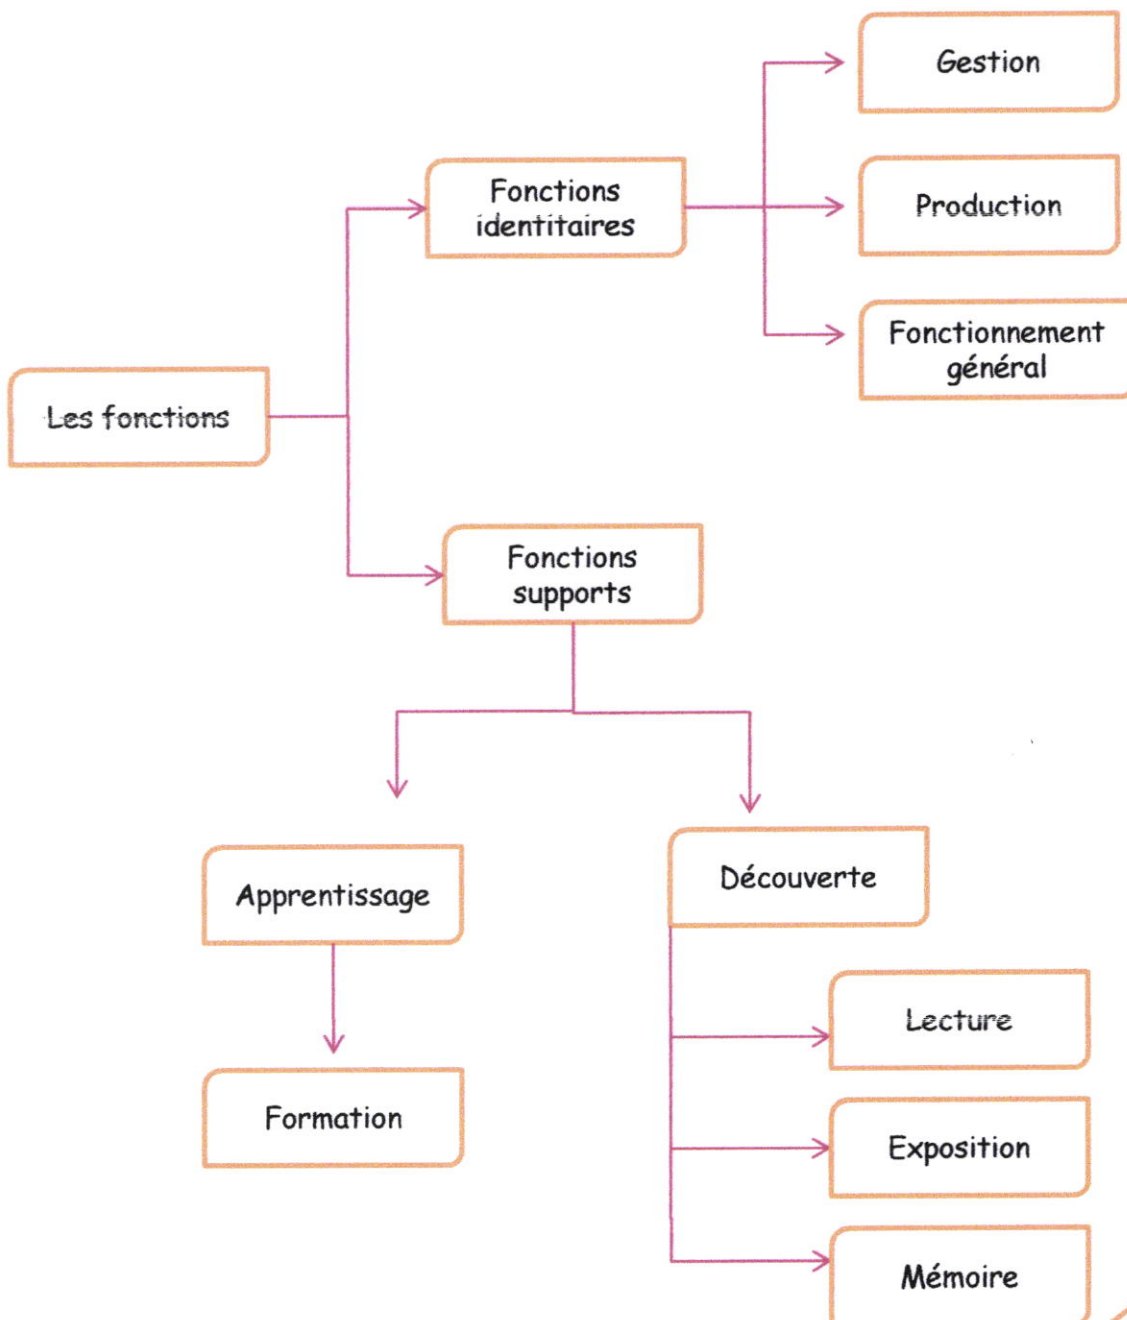 Gestion
Fonctions
identitaires
Production
Fonctionnement
général
Les fonctions
Fonctions
supports
Apprentissage
Découverte
Lecture
Formation
Exposition
Mémoire